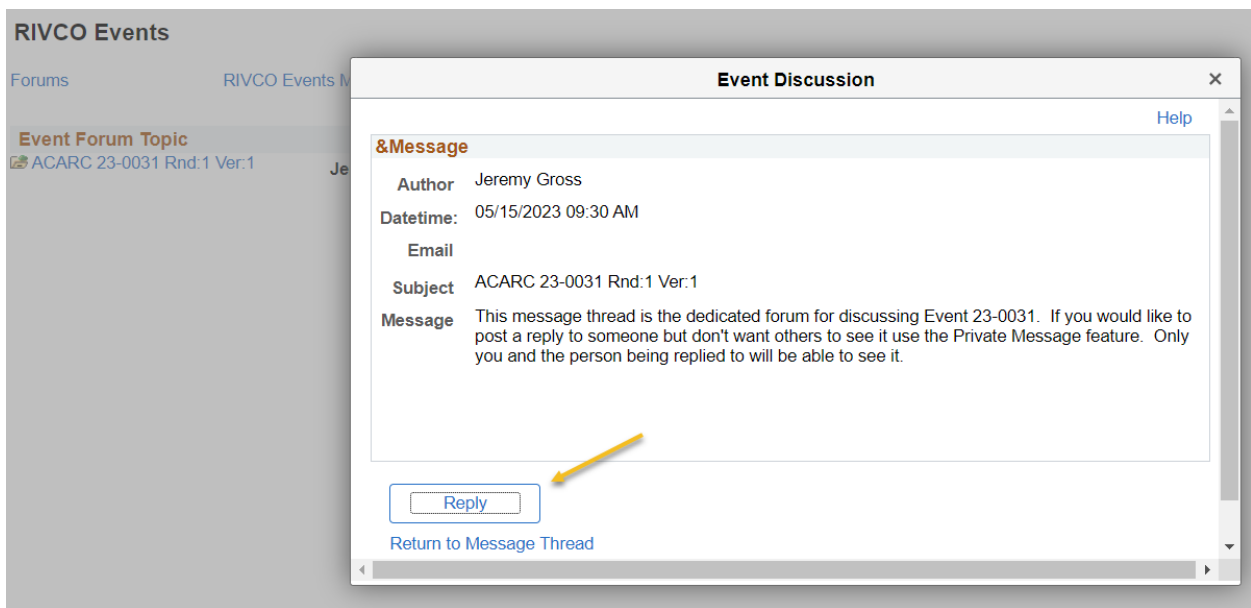 RIVCO Events
Forums
RIVCO Events M
Event Forum Topic
ACARC 23-0031 Rnd:1 Ver:1
Je
Event Discussion
×
Help
&Message
Author Jeremy Gross
Datetime: 05/15/2023 09:30 AM
Email
Subject ACARC 23-0031 Rnd:1 Ver:1
Message This message thread is the dedicated forum for discussing Event 23-0031. If you would like to
post a reply to someone but don't want others to see it use the Private Message feature. Only
you and the person being replied to will be able to see it.
Reply
Return to Message Thread